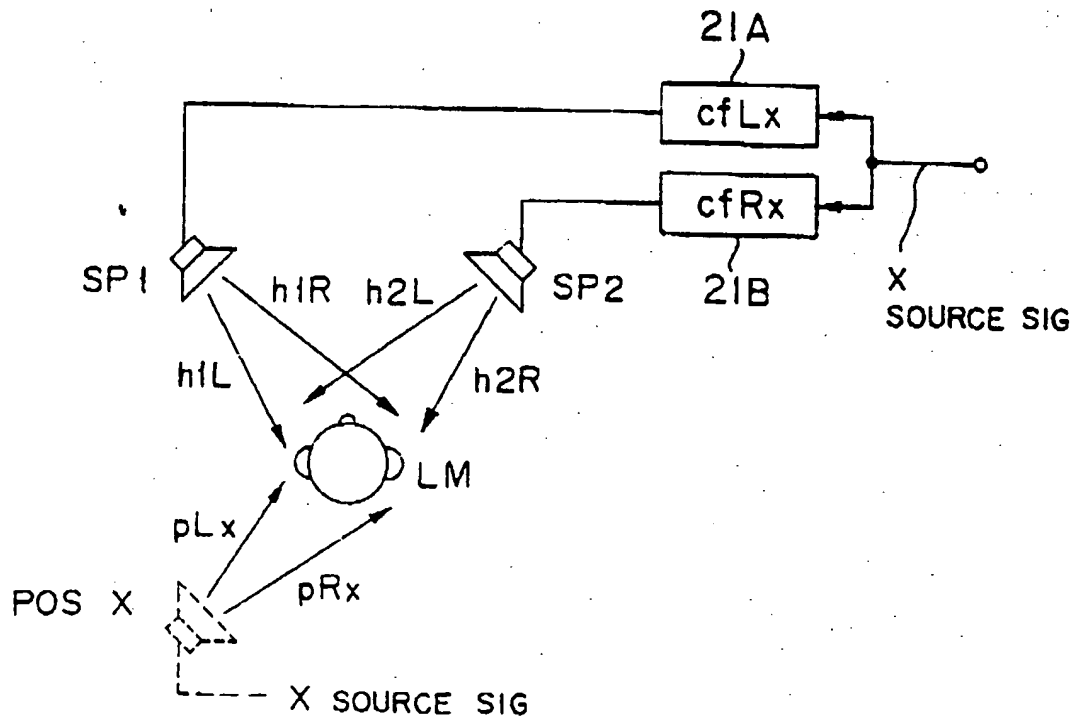 21A
cfLx
cfRx
21B
X
SOURCE SIG
SP1
h1R
h2L
SP2
h1L
h2R
LM
pLx
pRx
POS X
X SOURCE SIG